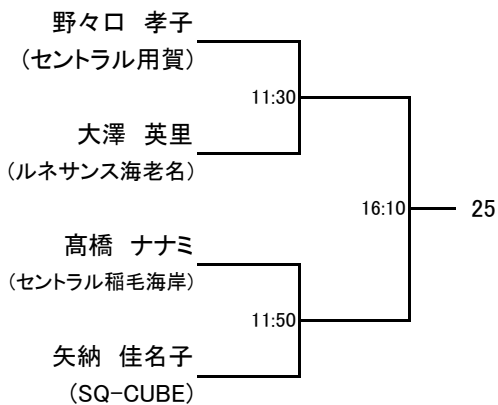 野々口　孝子
(セントラル用賀)
11:30
大澤　英里
(ルネサンス海老名)
16:10
25
髙橋　ナナミ
(セントラル稲毛海岸)
11:50
矢納　佳名子
(SQ-CUBE)